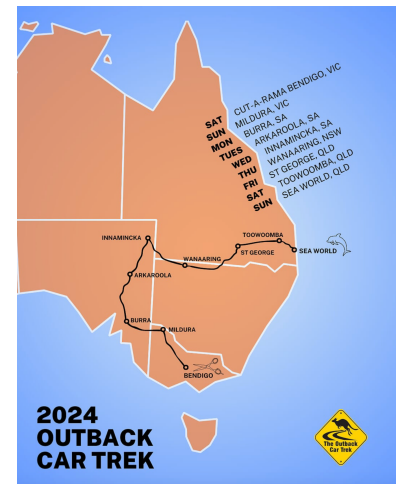 SAT CUT-A-RAMA BENDIGO, VIC
SUN MILDURA, VIC
MON BURRA, SA
TUES ARKAROOLA, SA
WED INNAMINCKA, SA
THU WANAARING, NSW
FRI ST GEORGE, QLD
SAT TOOWOOMBA, QLD
SUN SEA WORLD, QLD
TOOWOOMBA
INNAMINCKA
ST GEORGE
SEA WORLD
WANAARING
ARKAROOLA
BURRA
MILDURA
BENDIGO
2024
OUTBACK
CAR TREK
The Outback
Car Trek